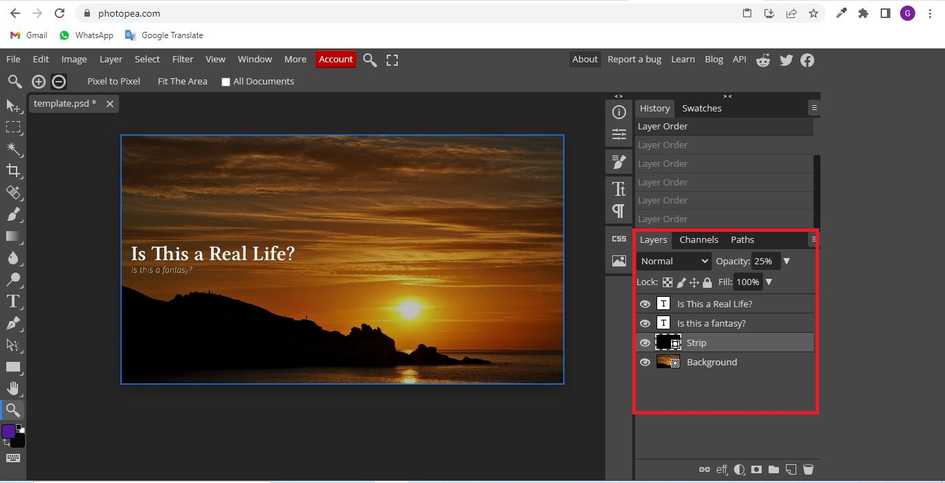 photopea.com
G
Gmail WhatsApp Google Translate
File Edit Image Layer Select Filter View Window More Account About Report a bug Learn Blog API
Pixel to Pixel Fit The Area All Documents
template.psd * ✕
< > > <
History Swatches
Layer Order
Layer Order
Layer Order
Layer Order
Layer Order
Layer Order
CSS
Is This a Real Life?
Is this a fantasy?
Layers Channels Paths
Normal Opacity: 25%
Lock: Fill: 100%
T Is This a Real Life?
T Is this a fantasy?
Strip
Background
eff